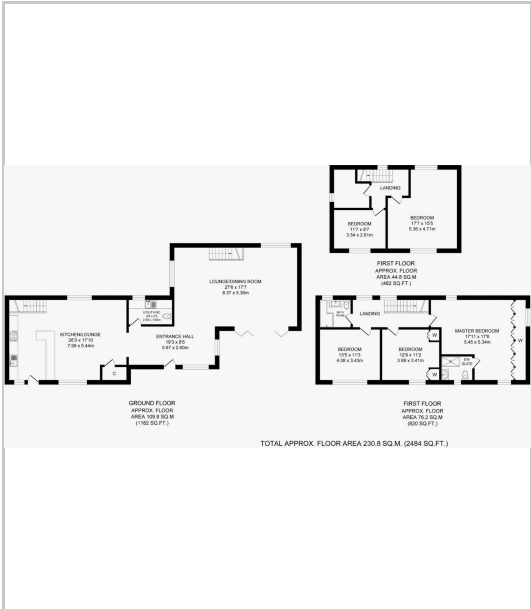 LANDING
BEDROOM
11'7 x 8'7
3.54 x 2.61M
BEDROOM
17'7 x 15'5
5.36 x 4.71M
FIRST FLOOR
APPROX. FLOOR
AREA 44.8 SQ.M
(482 SQ.FT.)
LOUNGE/DINING ROOM
27'6 x 17'7
8.37 x 5.36M
UTILITY/WC
KITCHEN/LOUNGE
26'3 x 17'10
7.99 x 5.44m
ENTRANCE HALL
19'3 x 8'6
5.87 x 2.60M
C
GROUND FLOOR
APPROX. FLOOR
AREA 109.8 SQ.M
(1182 SQ.FT.)
LANDING
BEDROOM
13'5 x 11'3
4.08 x 3.43M
BEDROOM
12'9 x 11'2
3.89 x 3.41M
W
W
MASTER BEDROOM
17'11 x 17'6
5.45 x 5.34M
EN-
SUITE
W
FIRST FLOOR
APPROX. FLOOR
AREA 76.2 SQ.M
(820 SQ.FT.)
TOTAL APPROX. FLOOR AREA 230.8 SQ.M. (2484 SQ.FT.)